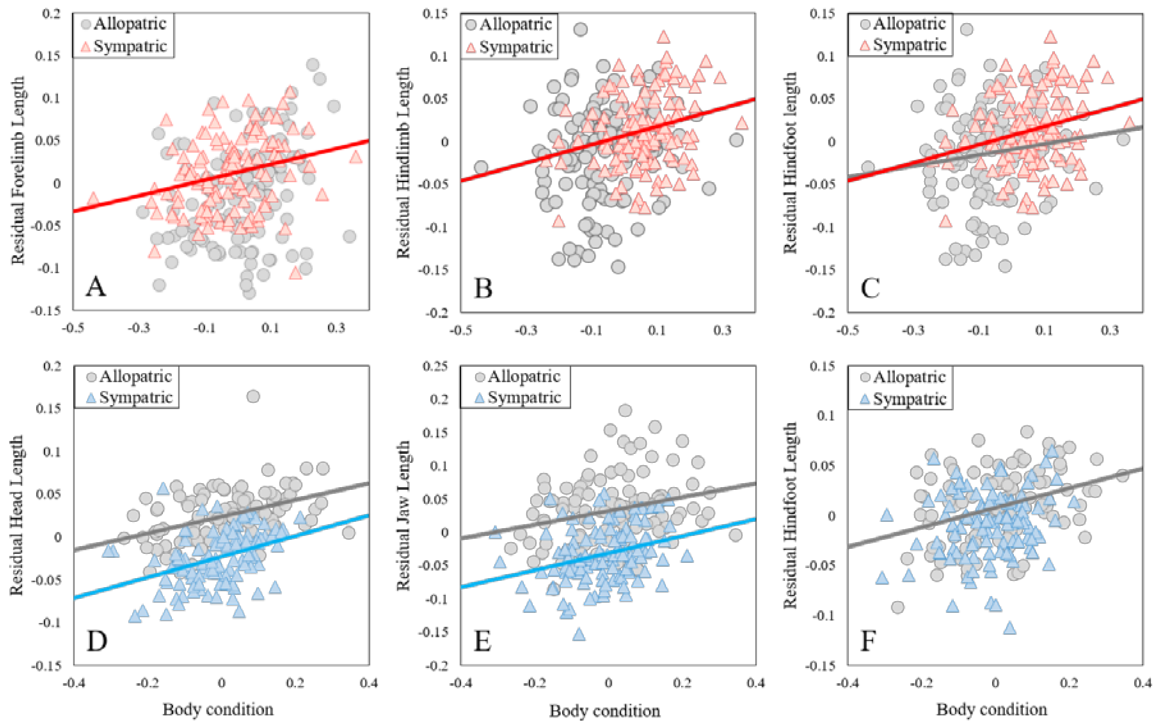 Allopatric
Sympatric
Residual Forelimb Length
0.2
0.15
0.1
0.05
0
-0.05
-0.1
-0.15
A
-0.5
-0.3
-0.1
0.1
0.3
Allopatric
Sympatric
Residual Hindlimb Length
0.15
0.1
0.05
0
-0.05
-0.1
-0.15
-0.2
B
-0.5
-0.3
-0.1
0.1
0.3
Allopatric
Sympatric
Residual Hindfoot length
0.15
0.1
0.05
0
-0.05
-0.1
-0.15
-0.2
C
-0.5
-0.3
-0.1
0.1
0.3
Allopatric
Sympatric
Residual Head Length
0.2
0.15
0.1
0.05
0
-0.05
-0.1
-0.15
D
-0.4
-0.2
0
0.2
0.4
Body condition
Allopatric
Sympatric
Residual Jaw Length
0.25
0.2
0.15
0.1
0.05
0
-0.05
-0.1
-0.15
-0.2
E
-0.4
-0.2
0
0.2
0.4
Body condition
Allopatric
Sympatric
Residual Hindfoot Length
0.15
0.1
0.05
0
-0.05
-0.1
-0.15
F
-0.4
-0.2
0
0.2
0.4
Body condition